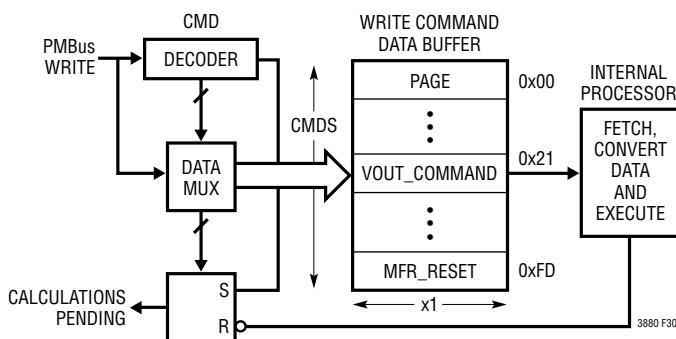 CMD
PMBus
WRITE
DECODER
WRITE COMMAND
DATA BUFFER
PAGE
0x00
INTERNAL
PROCESSOR
CMDS
DATA
MUX
VOUT_COMMAND
0x21
FETCH,
CONVERT
DATA
AND
EXECUTE
MFR_RESET
0xFD
CALCULATIONS
PENDING
S
R
x1
3880 F30